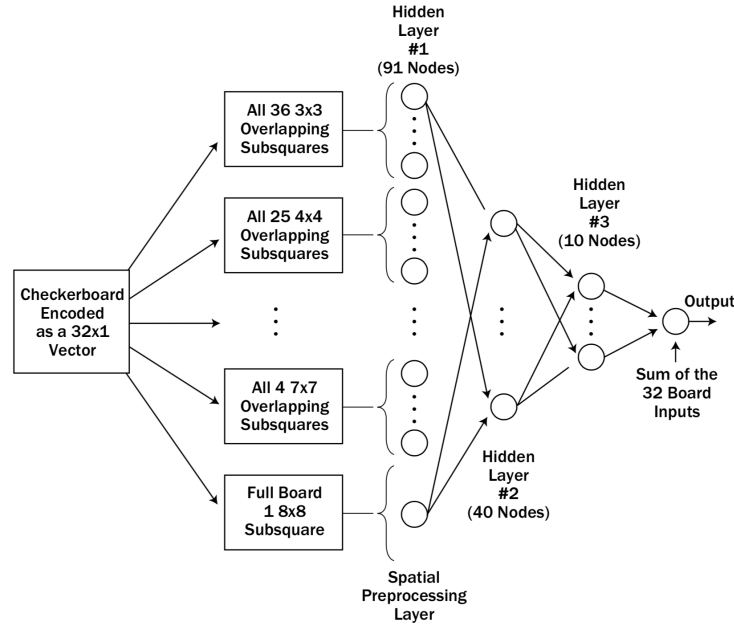 Hidden
Layer
#1
(91 Nodes)
All 36 3x3
Overlapping
Subsquares
All 25 4x4
Overlapping
Subsquares
Hidden
Layer
#3
(10 Nodes)
Checkerboard
Encoded
as a 32x1
Vector
Output
Sum of the
32 Board
Inputs
All 4 7x7
Overlapping
Subsquares
Hidden
Layer
#2
(40 Nodes)
Full Board
1 8x8
Subsquare
Spatial
Preprocessing
Layer